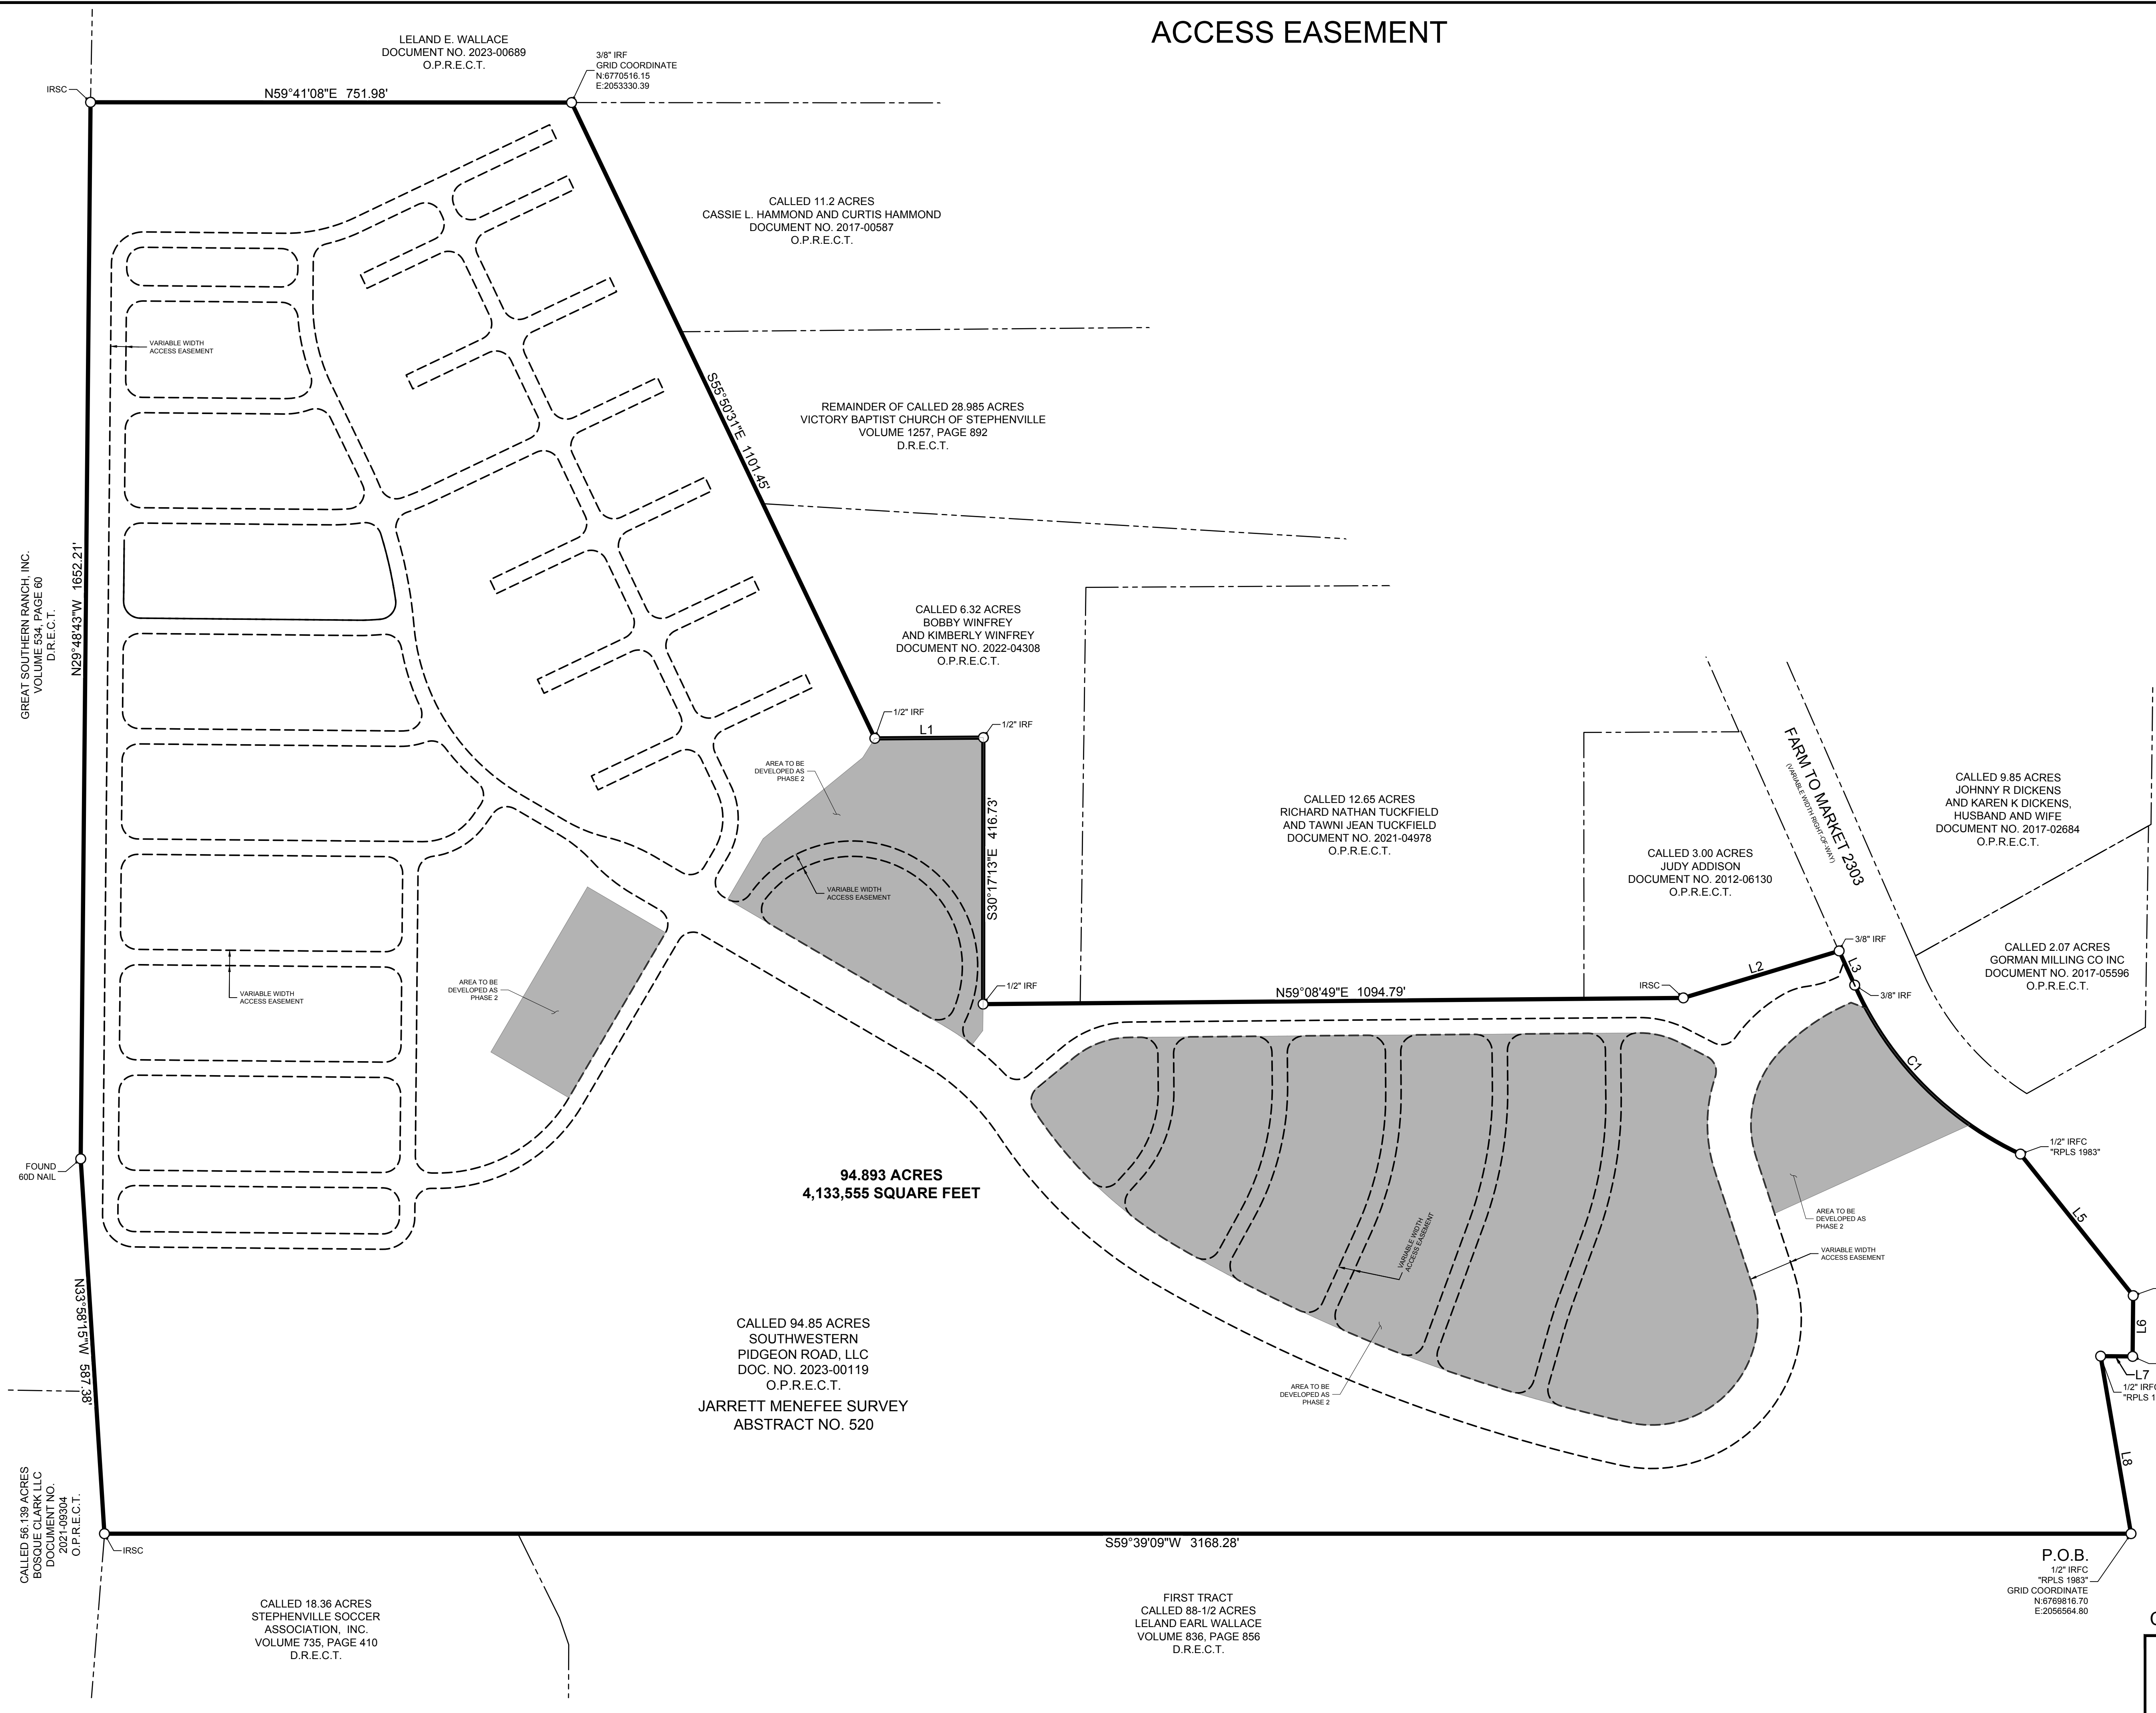 ACCESS EASEMENT
LELAND E. WALLACE
DOCUMENT NO. 2023-00689
O.P.R.E.C.T.
3/8" IRF
GRID COORDINATE
N:6770516.15
E:2053330.39
IRSC
N59°41'08"E 751.98'
CALLED 11.2 ACRES
CASSIE L. HAMMOND AND CURTIS HAMMOND
DOCUMENT NO. 2017-00587
O.P.R.E.C.T.
VARIABLE WIDTH
ACCESS EASEMENT
S55°50'31"E 1101.45'
REMAINDER OF CALLED 28.985 ACRES
VICTORY BAPTIST CHURCH OF STEPHENVILLE
VOLUME 1257, PAGE 892
D.R.E.C.T.
GREAT SOUTHERN RANCH, INC.
VOLUME 534, PAGE 60
D.R.E.C.T.
N29°48'43"W 1652.21'
CALLED 6.32 ACRES
BOBBY WINFREY
AND KIMBERLY WINFREY
DOCUMENT NO. 2022-04308
O.P.R.E.C.T.
1/2" IRF
L1
1/2" IRF
AREA TO BE
DEVELOPED AS
PHASE 2
S30°17'13"E 416.73'
VARIABLE WIDTH
ACCESS EASEMENT
CALLED 12.65 ACRES
RICHARD NATHAN TUCKFIELD
AND TAWNI JEAN TUCKFIELD
DOCUMENT NO. 2021-04978
O.P.R.E.C.T.
CALLED 3.00 ACRES
JUDY ADDISON
DOCUMENT NO. 2012-06130
O.P.R.E.C.T.
FARM TO MARKET 2303
(VARIABLE WIDTH RIGHT-OF-WAY)
CALLED 9.85 ACRES
JOHNNY R DICKENS
AND KAREN K DICKENS,
HUSBAND AND WIFE
DOCUMENT NO. 2017-02684
O.P.R.E.C.T.
CALLED 2.07 ACRES
GORMAN MILLING CO INC
DOCUMENT NO. 2017-05596
O.P.R.E.C.T.
3/8" IRF
L2
L3
3/8" IRF
IRSC
1/2" IRF
N59°08'49"E 1094.79'
AREA TO BE
DEVELOPED AS
PHASE 2
VARIABLE WIDTH
ACCESS EASEMENT
C1
1/2" IRFC
"RPLS 1983"
FOUND
60D NAIL
94.893 ACRES
4,133,555 SQUARE FEET
L5
AREA TO BE
DEVELOPED AS
PHASE 2
VARIABLE WIDTH
ACCESS EASEMENT
VARIABLE WIDTH
ACCESS EASEMENT
N33°58'15"W 587.38'
CALLED 94.85 ACRES
SOUTHWESTERN
PIDGEON ROAD, LLC
DOC. NO. 2023-00119
O.P.R.E.C.T.
JARRETT MENEFEE SURVEY
ABSTRACT NO. 520
AREA TO BE
DEVELOPED AS
PHASE 2
L6
L7
1/2" IRFC
"RPLS 1
L8
CALLED 56.139 ACRES
BOSQUE CLARK LLC
DOCUMENT NO.
2021-09304
O.P.R.E.C.T.
IRSC
S59°39'09"W 3168.28'
P.O.B.
1/2" IRFC
"RPLS 1983"
GRID COORDINATE
N:6769816.70
E:2056564.80
CALLED 18.36 ACRES
STEPHENVILLE SOCCER
ASSOCIATION, INC.
VOLUME 735, PAGE 410
D.R.E.C.T.
FIRST TRACT
CALLED 88-1/2 ACRES
LELAND EARL WALLACE
VOLUME 836, PAGE 856
D.R.E.C.T.